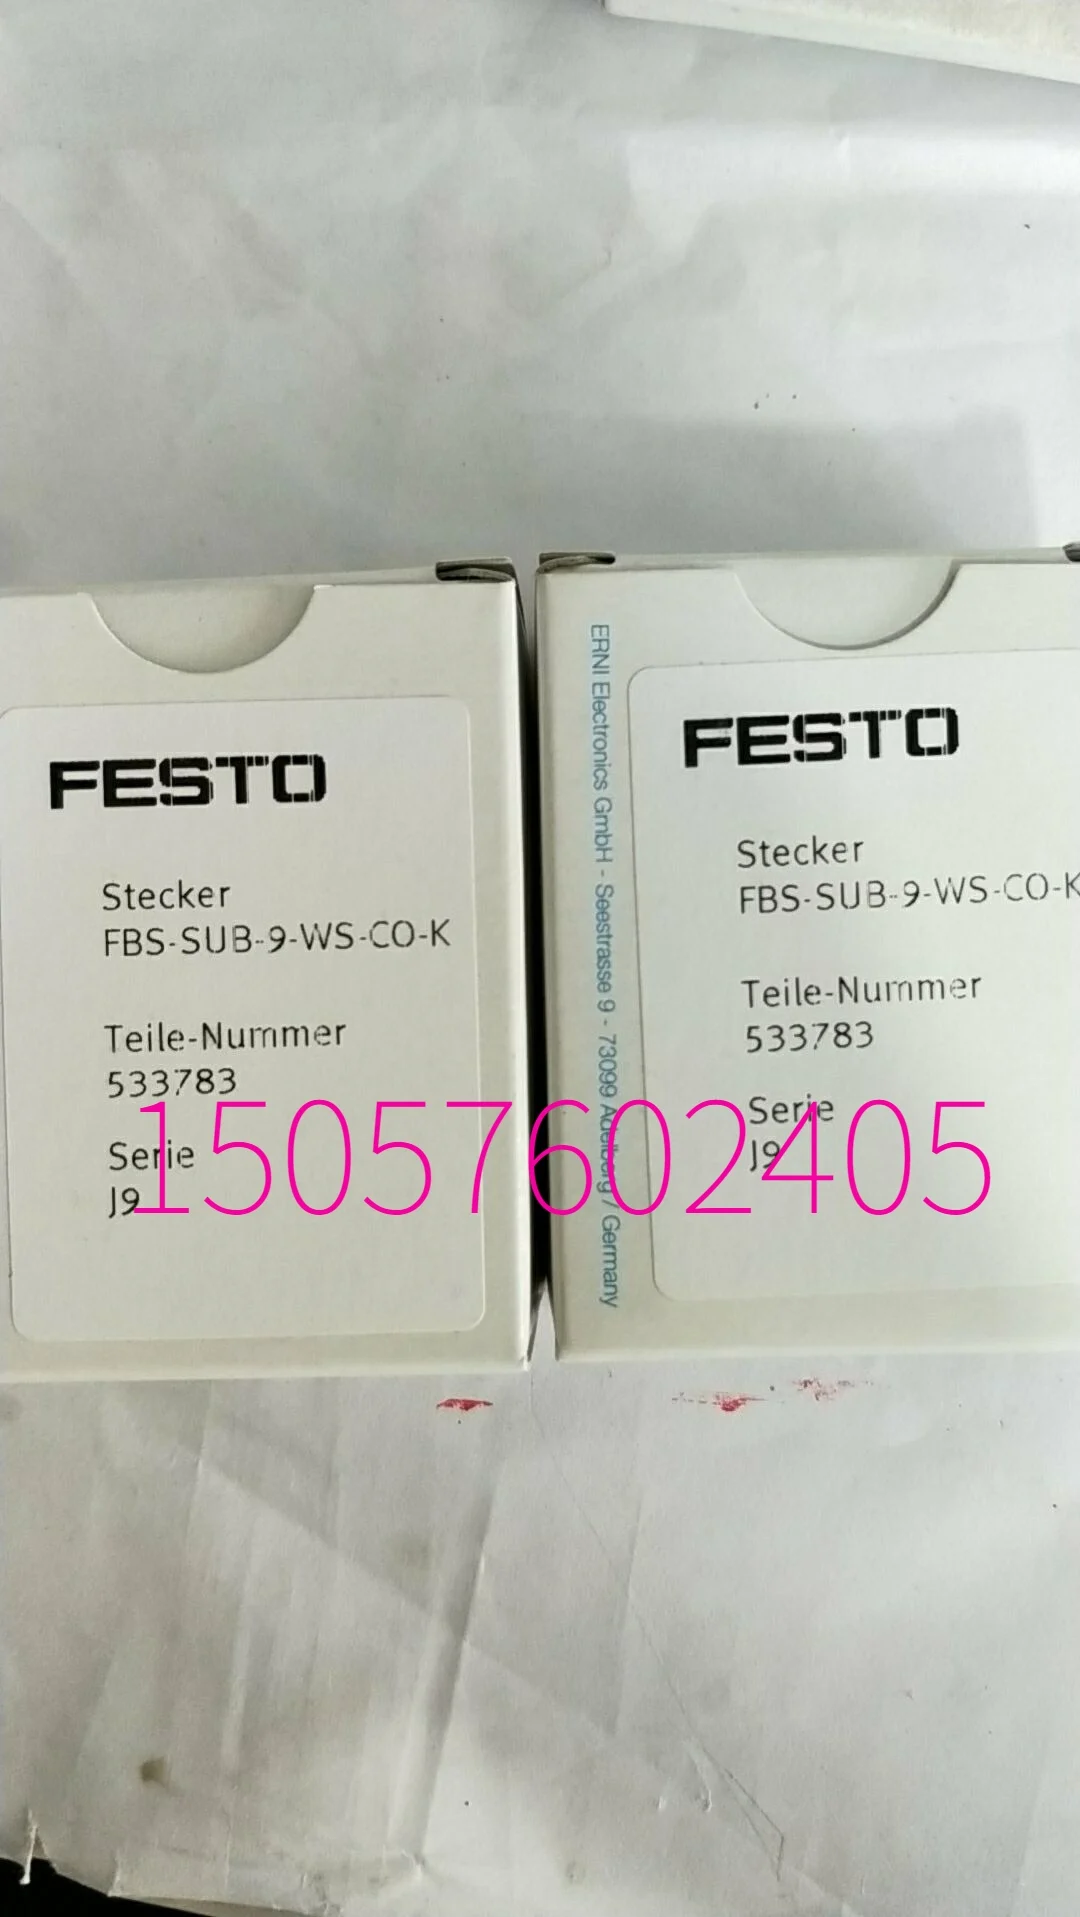 FESTO
Stecker
FBS-SUB-9-WS-CO-K
Teile-Nummer
533783
Serie
J9
ERNI Electronics GmbH - Seestrasse 9 - 73099 Adelberg / Germany
FESTO
Stecker
FBS-SUB-9-WS-CO-K
Teile-Nummer
533783
Serie
J9
15057602405